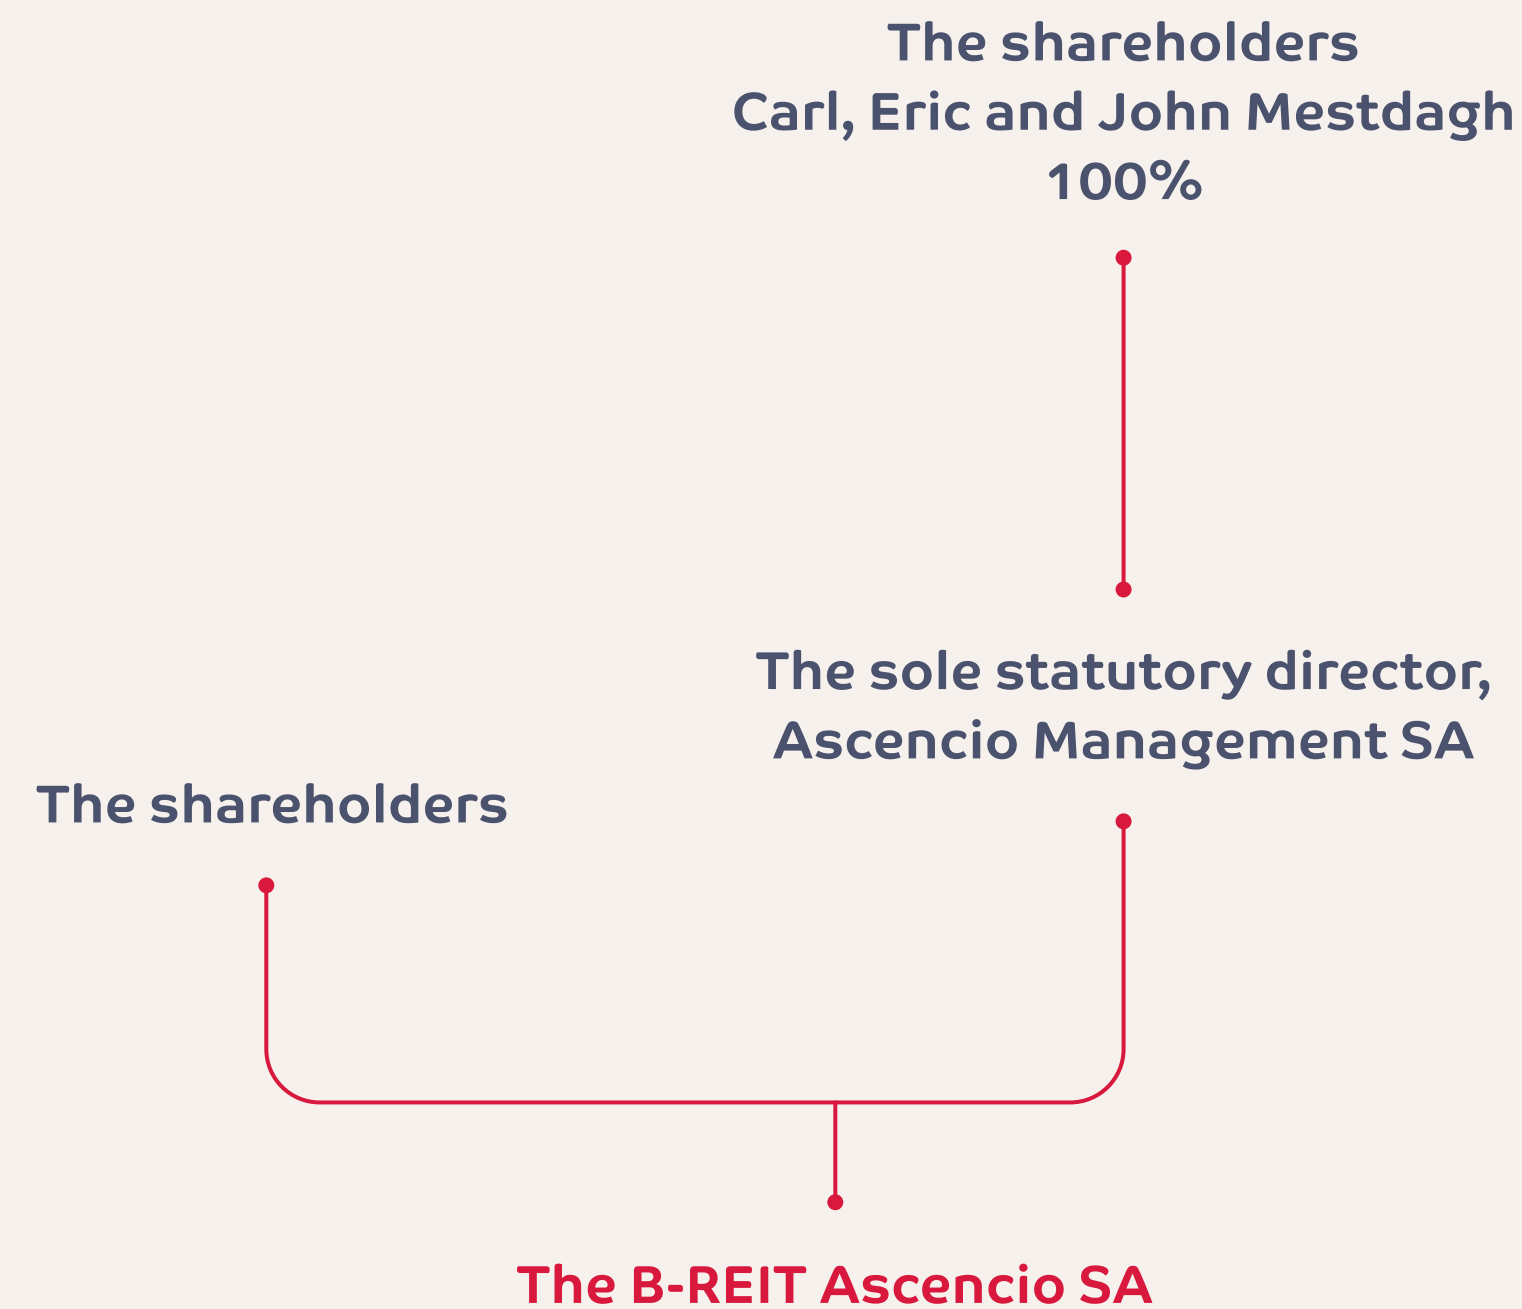 The shareholders
Carl, Eric and John Mestdagh
100%
The sole statutory director,
Ascencio Management SA
The shareholders
The B-REIT Ascencio SA